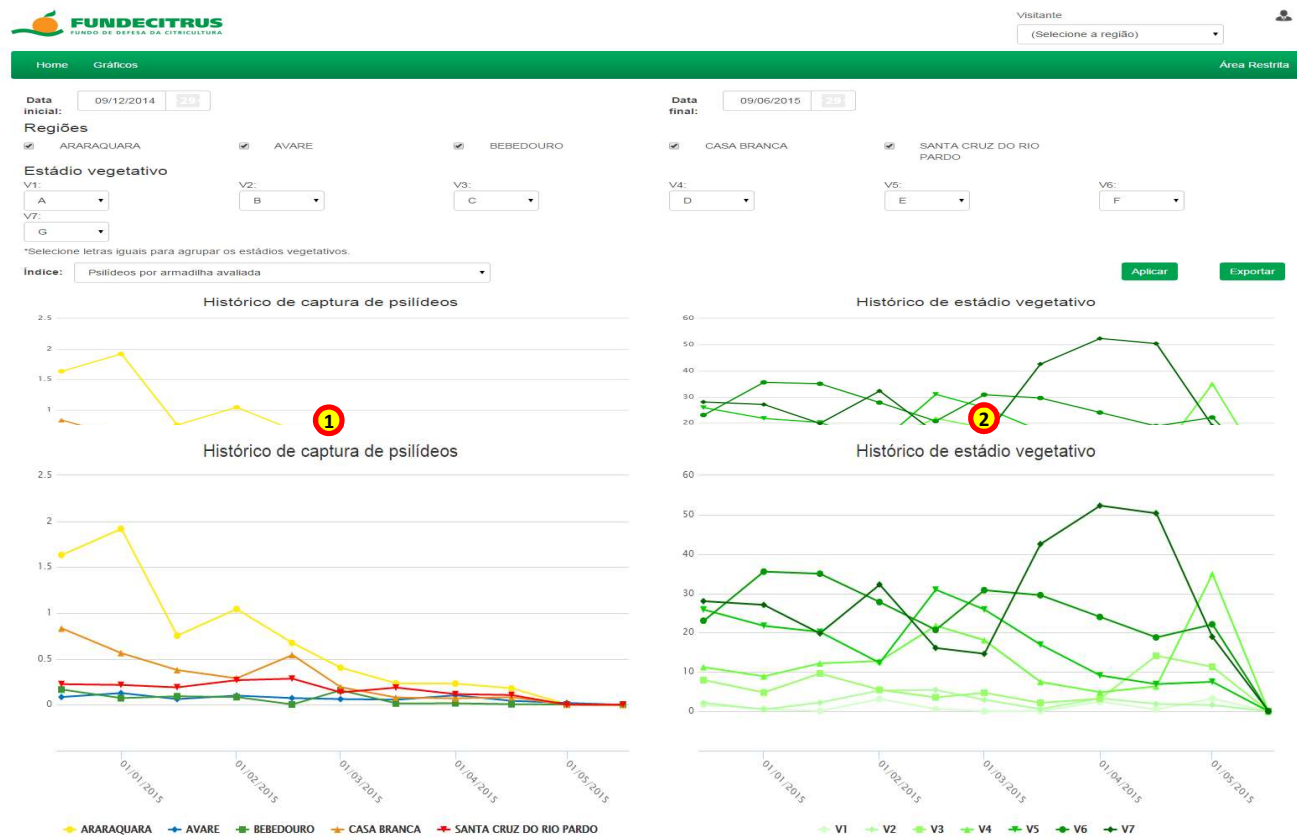 FUNDECITRUS
FUNDO DE DEFESA DA CITRICULTURA
Visitante
(Selecione a região)
Home Gráficos Área Restrita
Data inicial: 09/12/2014 29 Data final: 09/06/2015 29
Regiões
ARARAQUARA AVARE BEBEDOURO CASA BRANCA SANTA CRUZ DO RIO PARDO
Estádio vegetativo
V1: V2: V3: V4: V5: V6:
A B C D E F
V7:
G
*Selecione letras iguais para agrupar os estádios vegetativos.
Índice: Psilídeos por armadilha avaliada Aplicar Exportar
Histórico de captura de psilídeos Histórico de estádio vegetativo
2.5 60
2 50
1.5 40
1 30
20
1 2
Histórico de captura de psilídeos Histórico de estádio vegetativo
2.5 60
2 50
1.5 40
1 30
0.5 20
0 10
0
01/01/2015 01/02/2015 01/03/2015 01/04/2015 01/05/2015
01/01/2015 01/02/2015 01/03/2015 01/04/2015 01/05/2015
ARARAQUARA AVARE BEBEDOURO CASA BRANCA SANTA CRUZ DO RIO PARDO
V1 V2 V3 V4 V5 V6 V7